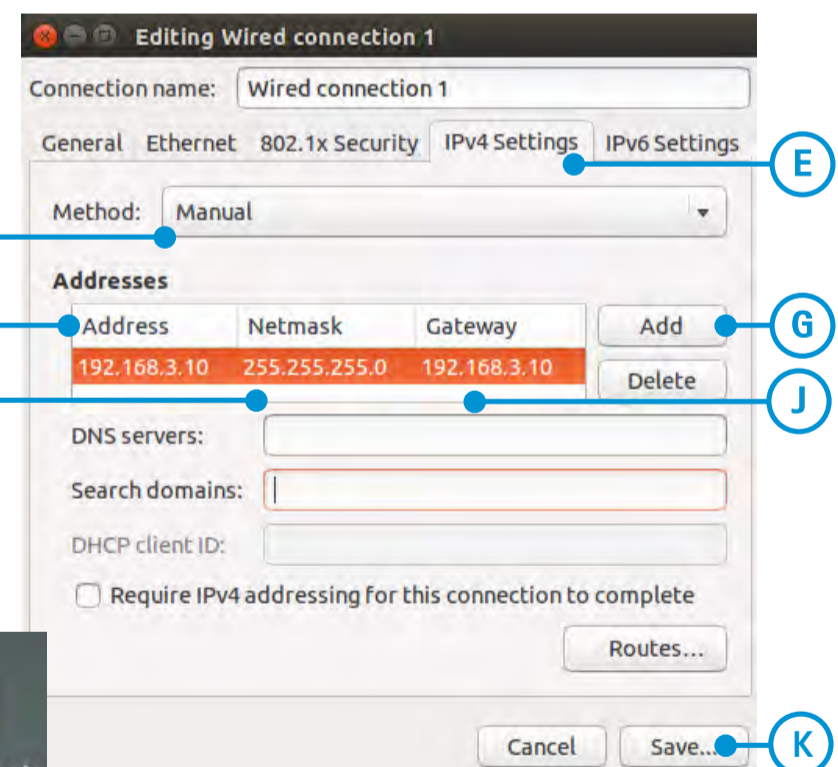 Editing Wired connection 1
Connection name: Wired connection 1
General Ethernet 802.1x Security IPv4 Settings IPv6 Settings
E
Method: Manual
Addresses
Address Netmask Gateway Add
G
192.168.3.10 255.255.255.0 192.168.3.10
Delete
J
DNS servers:
Search domains:
DHCP client ID:
Require IPv4 addressing for this connection to complete
Routes...
Cancel Save...
K